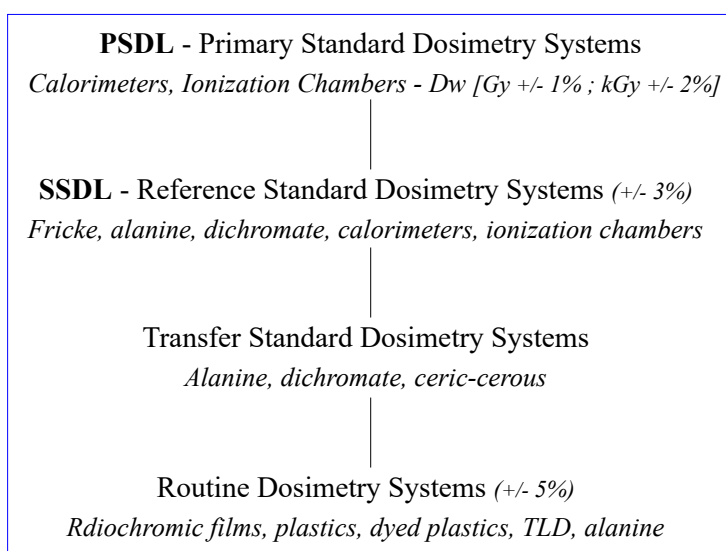 PSDL - Primary Standard Dosimetry Systems
Calorimeters, Ionization Chambers - Dw [Gy +/- 1% ; kGy +/- 2%]
SSDL - Reference Standard Dosimetry Systems (+/- 3%)
Fricke, alanine, dichromate, calorimeters, ionization chambers
Transfer Standard Dosimetry Systems
Alanine, dichromate, ceric-cerous
Routine Dosimetry Systems (+/- 5%)
Rdiochromic films, plastics, dyed plastics, TLD, alanine